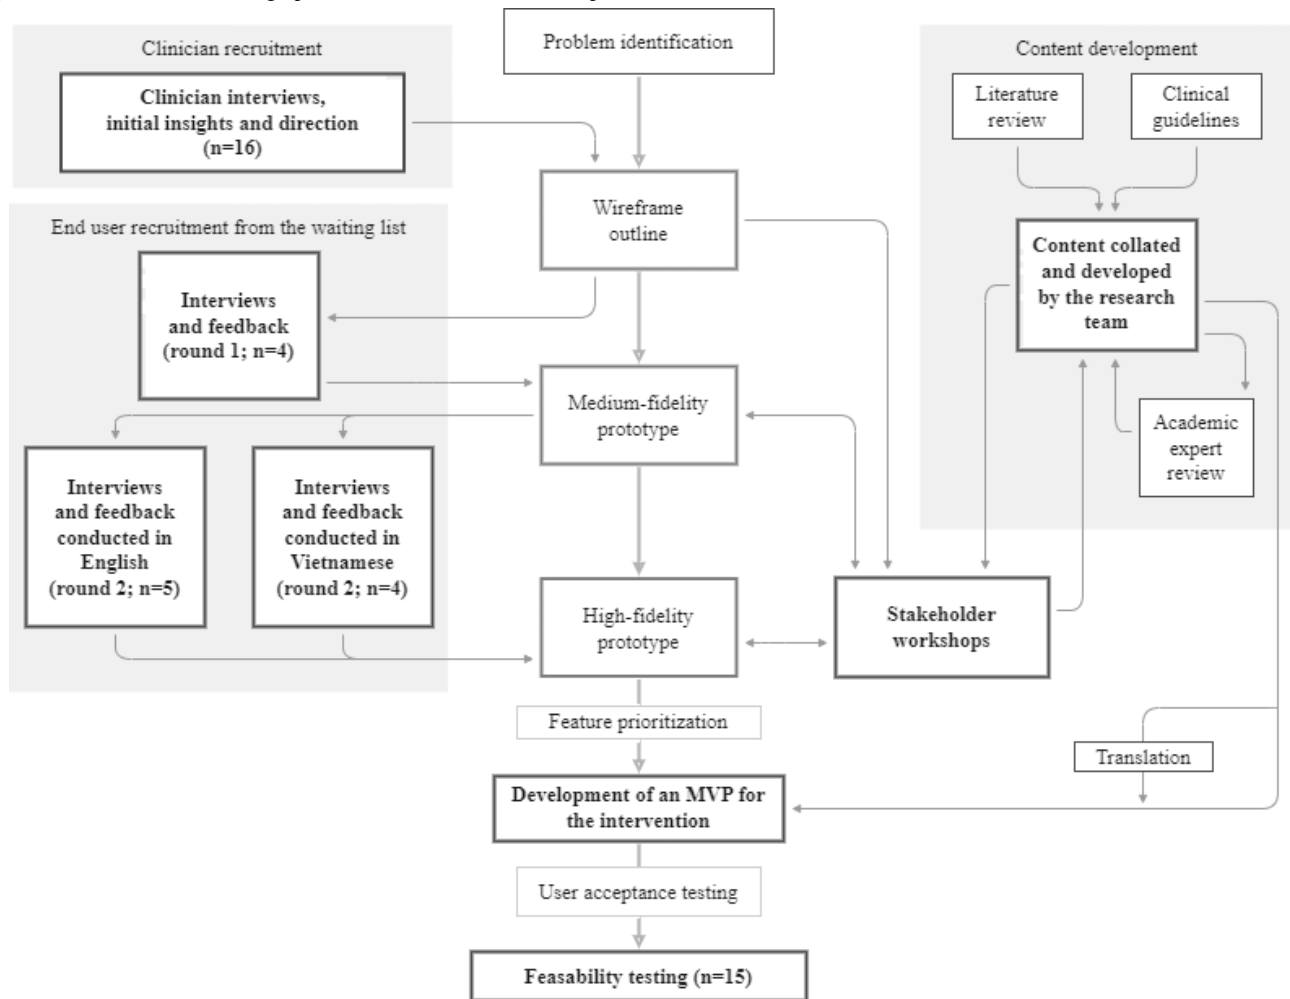 Clinician recruitment
Clinician interviews,
initial insights and direction
(n=16)
Problem identification
Content development
Literature
review
Clinical
guidelines
Wireframe
outline
End user recruitment from the waiting list
Interviews
and feedback
(round 1; n=4)
Content collated
and developed
by the research
team
Medium-fidelity
prototype
Academic
expert
review
Interviews
and feedback
conducted in
English
(round 2; n=5)
Interviews
and feedback
conducted in
Vietnamese
(round 2; n=4)
High-fidelity
prototype
Stakeholder
workshops
Feature prioritization
Translation
Development of an MVP for
the intervention
User acceptance testing
Feasability testing (n=15)